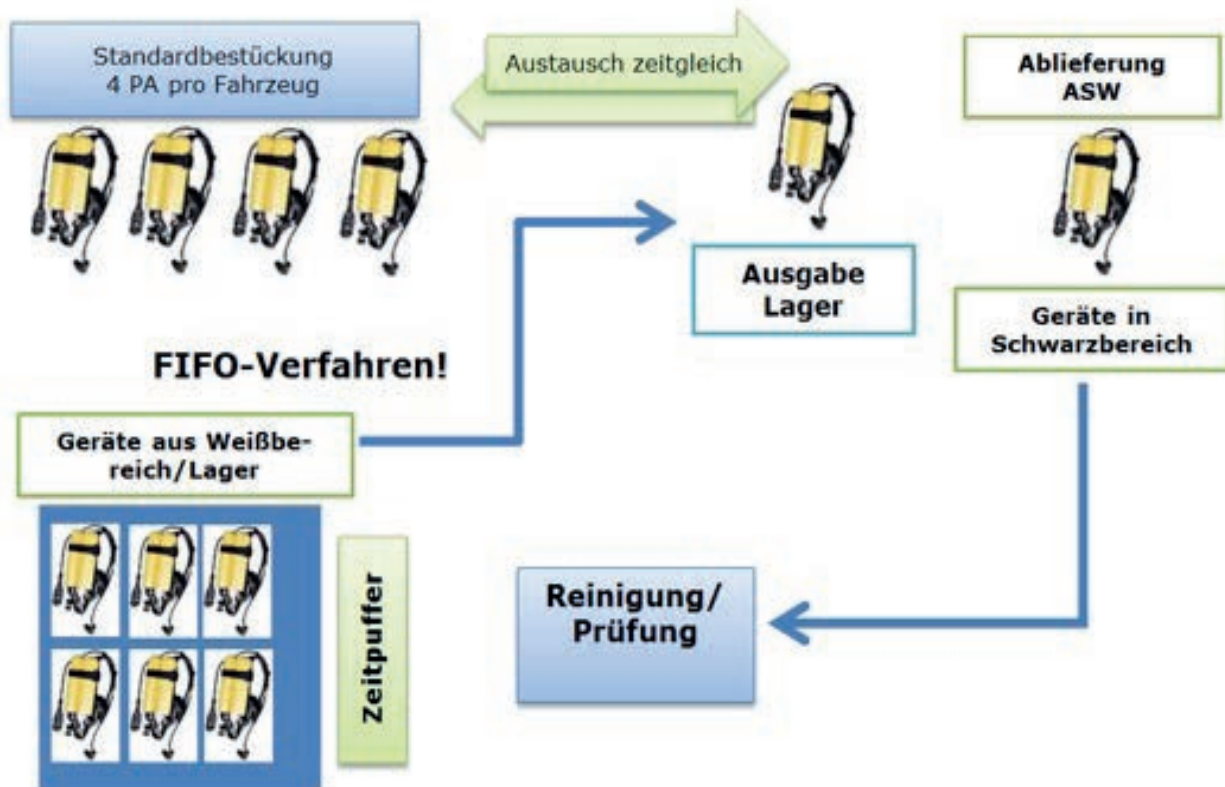 Standardbestückung
4 PA pro Fahrzeug
Austausch zeitgleich
Ablieferung
ASW
Ausgabe
Lager
Geräte in
Schwarzbereich
FIFO-Verfahren!
Geräte aus Weißbe-
reich/Lager
Zeitpuffer
Reinigung/
Prüfung